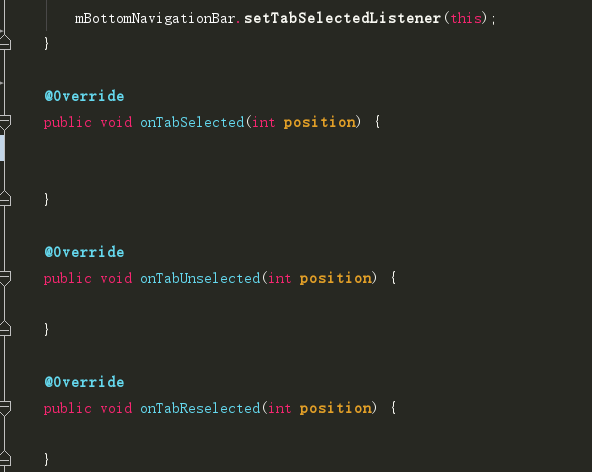 mBottomNavigationBar.setTabSelectedListener(this);
}
@Override
public void onTabSelected(int position) {
}
@Override
public void onTabUnselected(int position) {
}
@Override
public void onTabReselected(int position) {
}